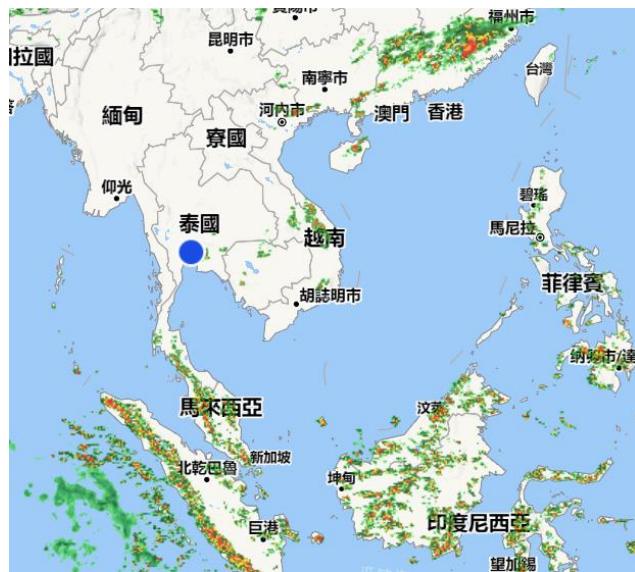 福州市
昆明市
拉國
台灣
南寧市
緬甸
河內市
澳門
香港
寮國
仰光
碧瑤
泰國
馬尼拉
越南
胡誌明市
菲律賓
馬來西亞
汶萊
新加坡
北乾巴魯
坤甸
巨港
印度尼西亞
望加錫